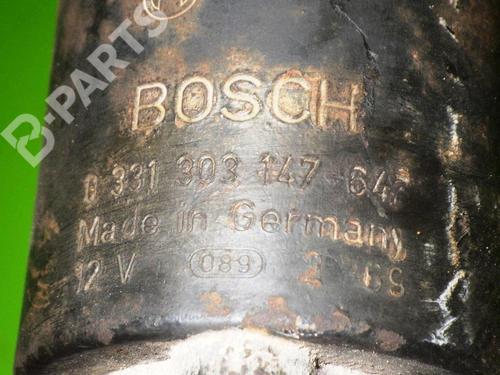 B-PARTS
BOSCH
0 331 303 147
Made in Germany
12 V 089